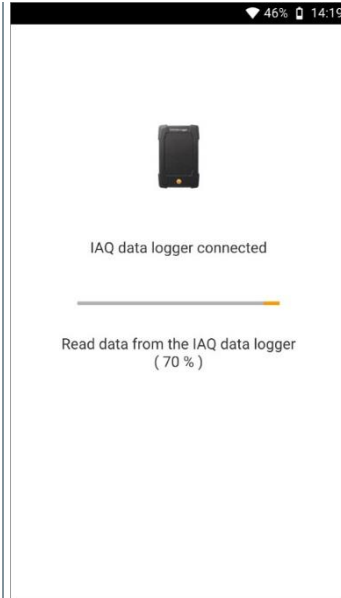 46% 14:19
IAQ data logger connected
Read data from the IAQ data logger
( 70 % )